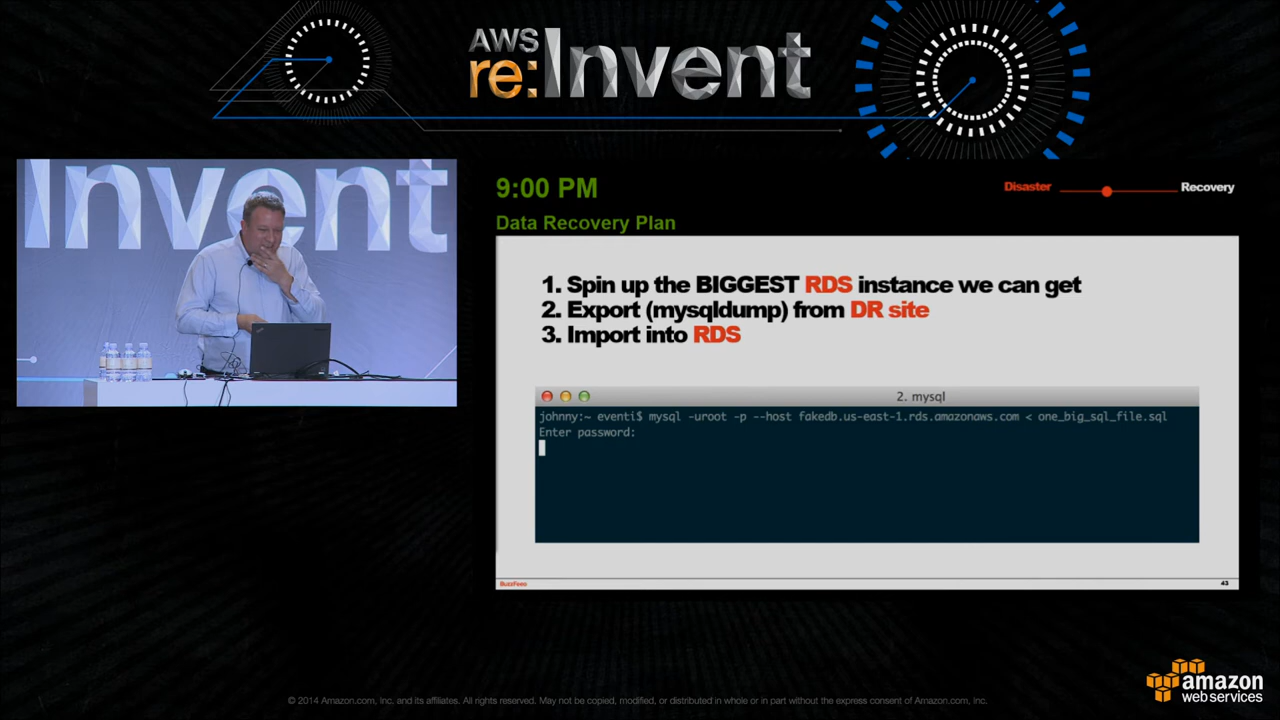 AWS
re:Invent
Invent
9:00 PM
Disaster
Recovery
Data Recovery Plan
1. Spin up the BIGGEST RDS instance we can get
2. Export (mysqldump) from DR site
3. Import into RDS
2. mysql
johnny:~ eventi$ mysql -uroot -p --host fakedb.us-east-1.rds.amazonaws.com < one_big_sql_file.sql
Enter password:
BuzzFeed
43
© 2014 Amazon.com, Inc. and its affiliates. All rights reserved. May not be copied, modified, or distributed in whole or in part without the express consent of Amazon.com, Inc.
amazon
web services